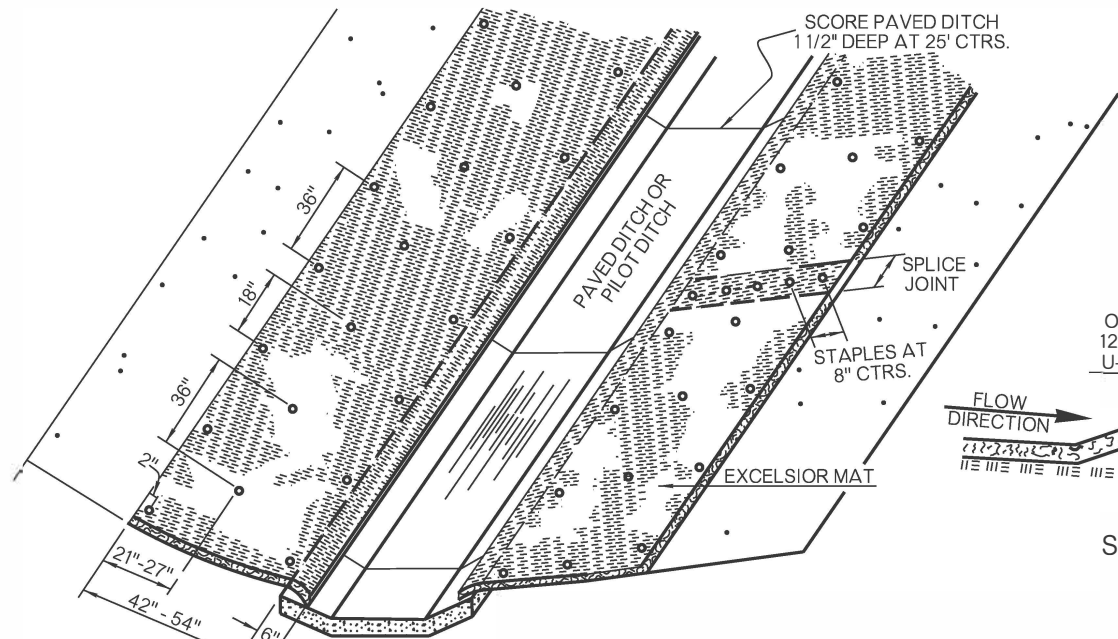 SCORE PAVED DITCH
1 1/2" DEEP AT 25' CTRS.
36"
PAVED DITCH OR
PILOT DITCH
18"
SPLICE
JOINT
STAPLES AT
8" CTRS.
O
12
U-
36"
FLOW
DIRECTION
2"
EXCELSIOR MAT
21"-27"
42" - 54"
6"
S